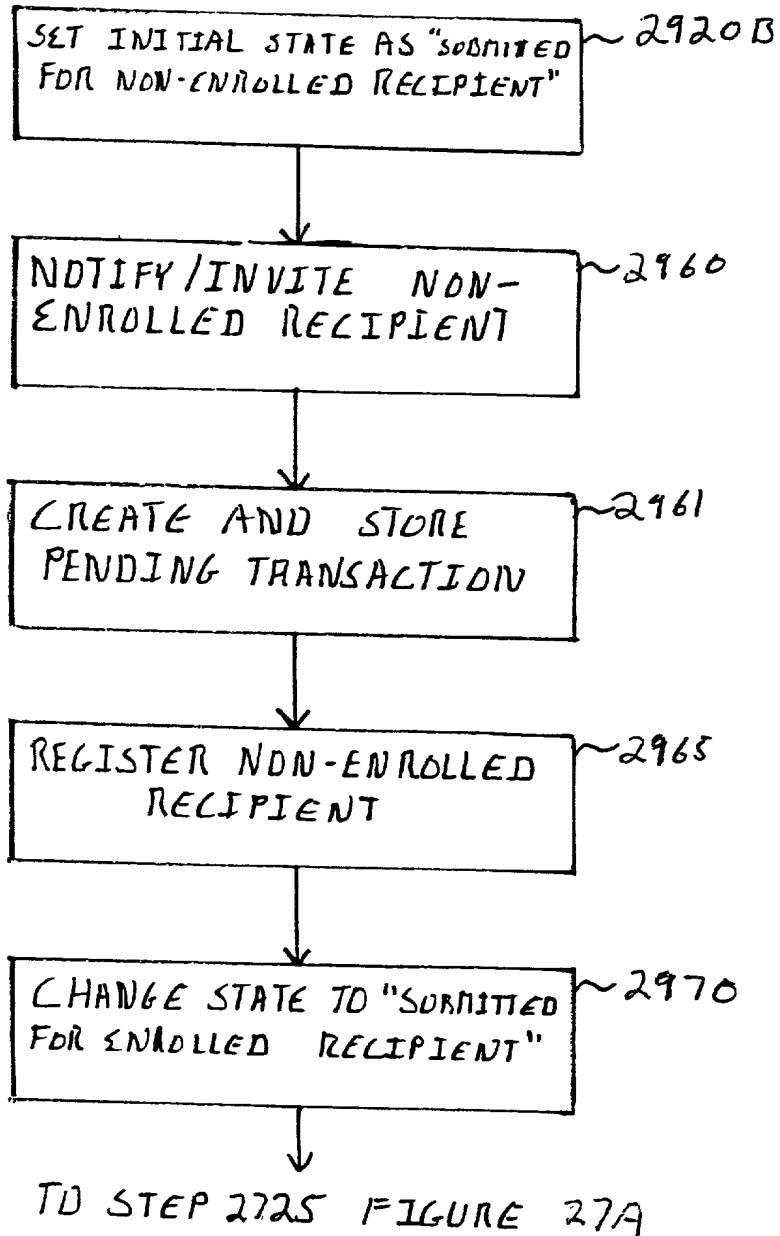 SET INITIAL STATE AS "SUBMITED
FOR NON-ENROLLED RECIPIENT"
2920B
NOTIFY/INVITE NON-
ENROLLED RECIPIENT
2960
CREATE AND STORE
PENDING TRANSACTION
2961
REGISTER NON-ENROLLED
RECIPIENT
2965
CHANGE STATE TO "SUBMITTED
FOR ENROLLED RECIPIENT"
2970
TO STEP 2725 FIGURE 27A